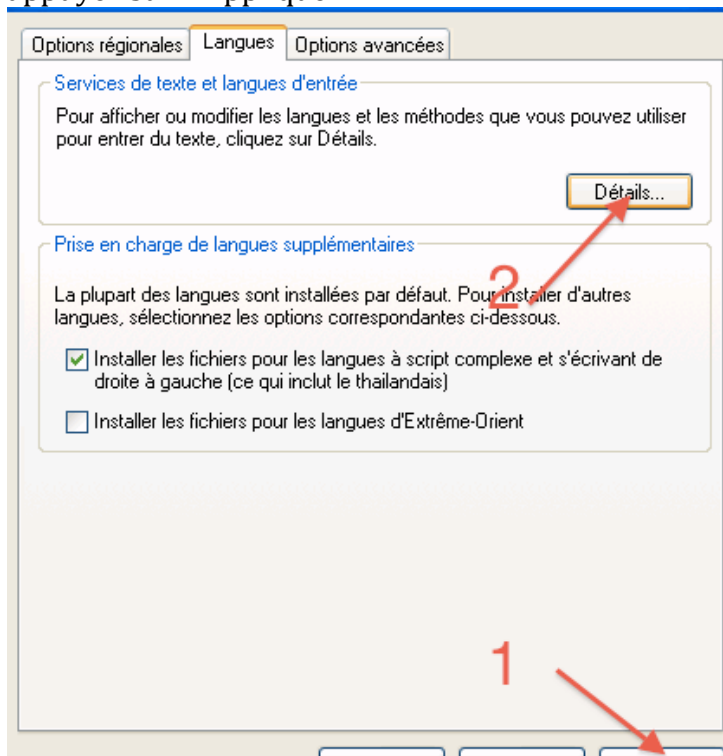 Options régionales Langues Options avancées
Services de texte et langues d'entrée
Pour afficher ou modifier les langues et les méthodes que vous pouvez utiliser
pour entrer du texte, cliquez sur Détails.
Détails...
Prise en charge de langues supplémentaires
2
La plupart des langues sont installées par défaut. Pour installer d'autres
langues, sélectionnez les options correspondantes ci-dessous.
Installer les fichiers pour les langues à script complexe et s'écrivant de
droite à gauche (ce qui inclut le thaïlandais)
Installer les fichiers pour les langues d'Extrême-Orient
1